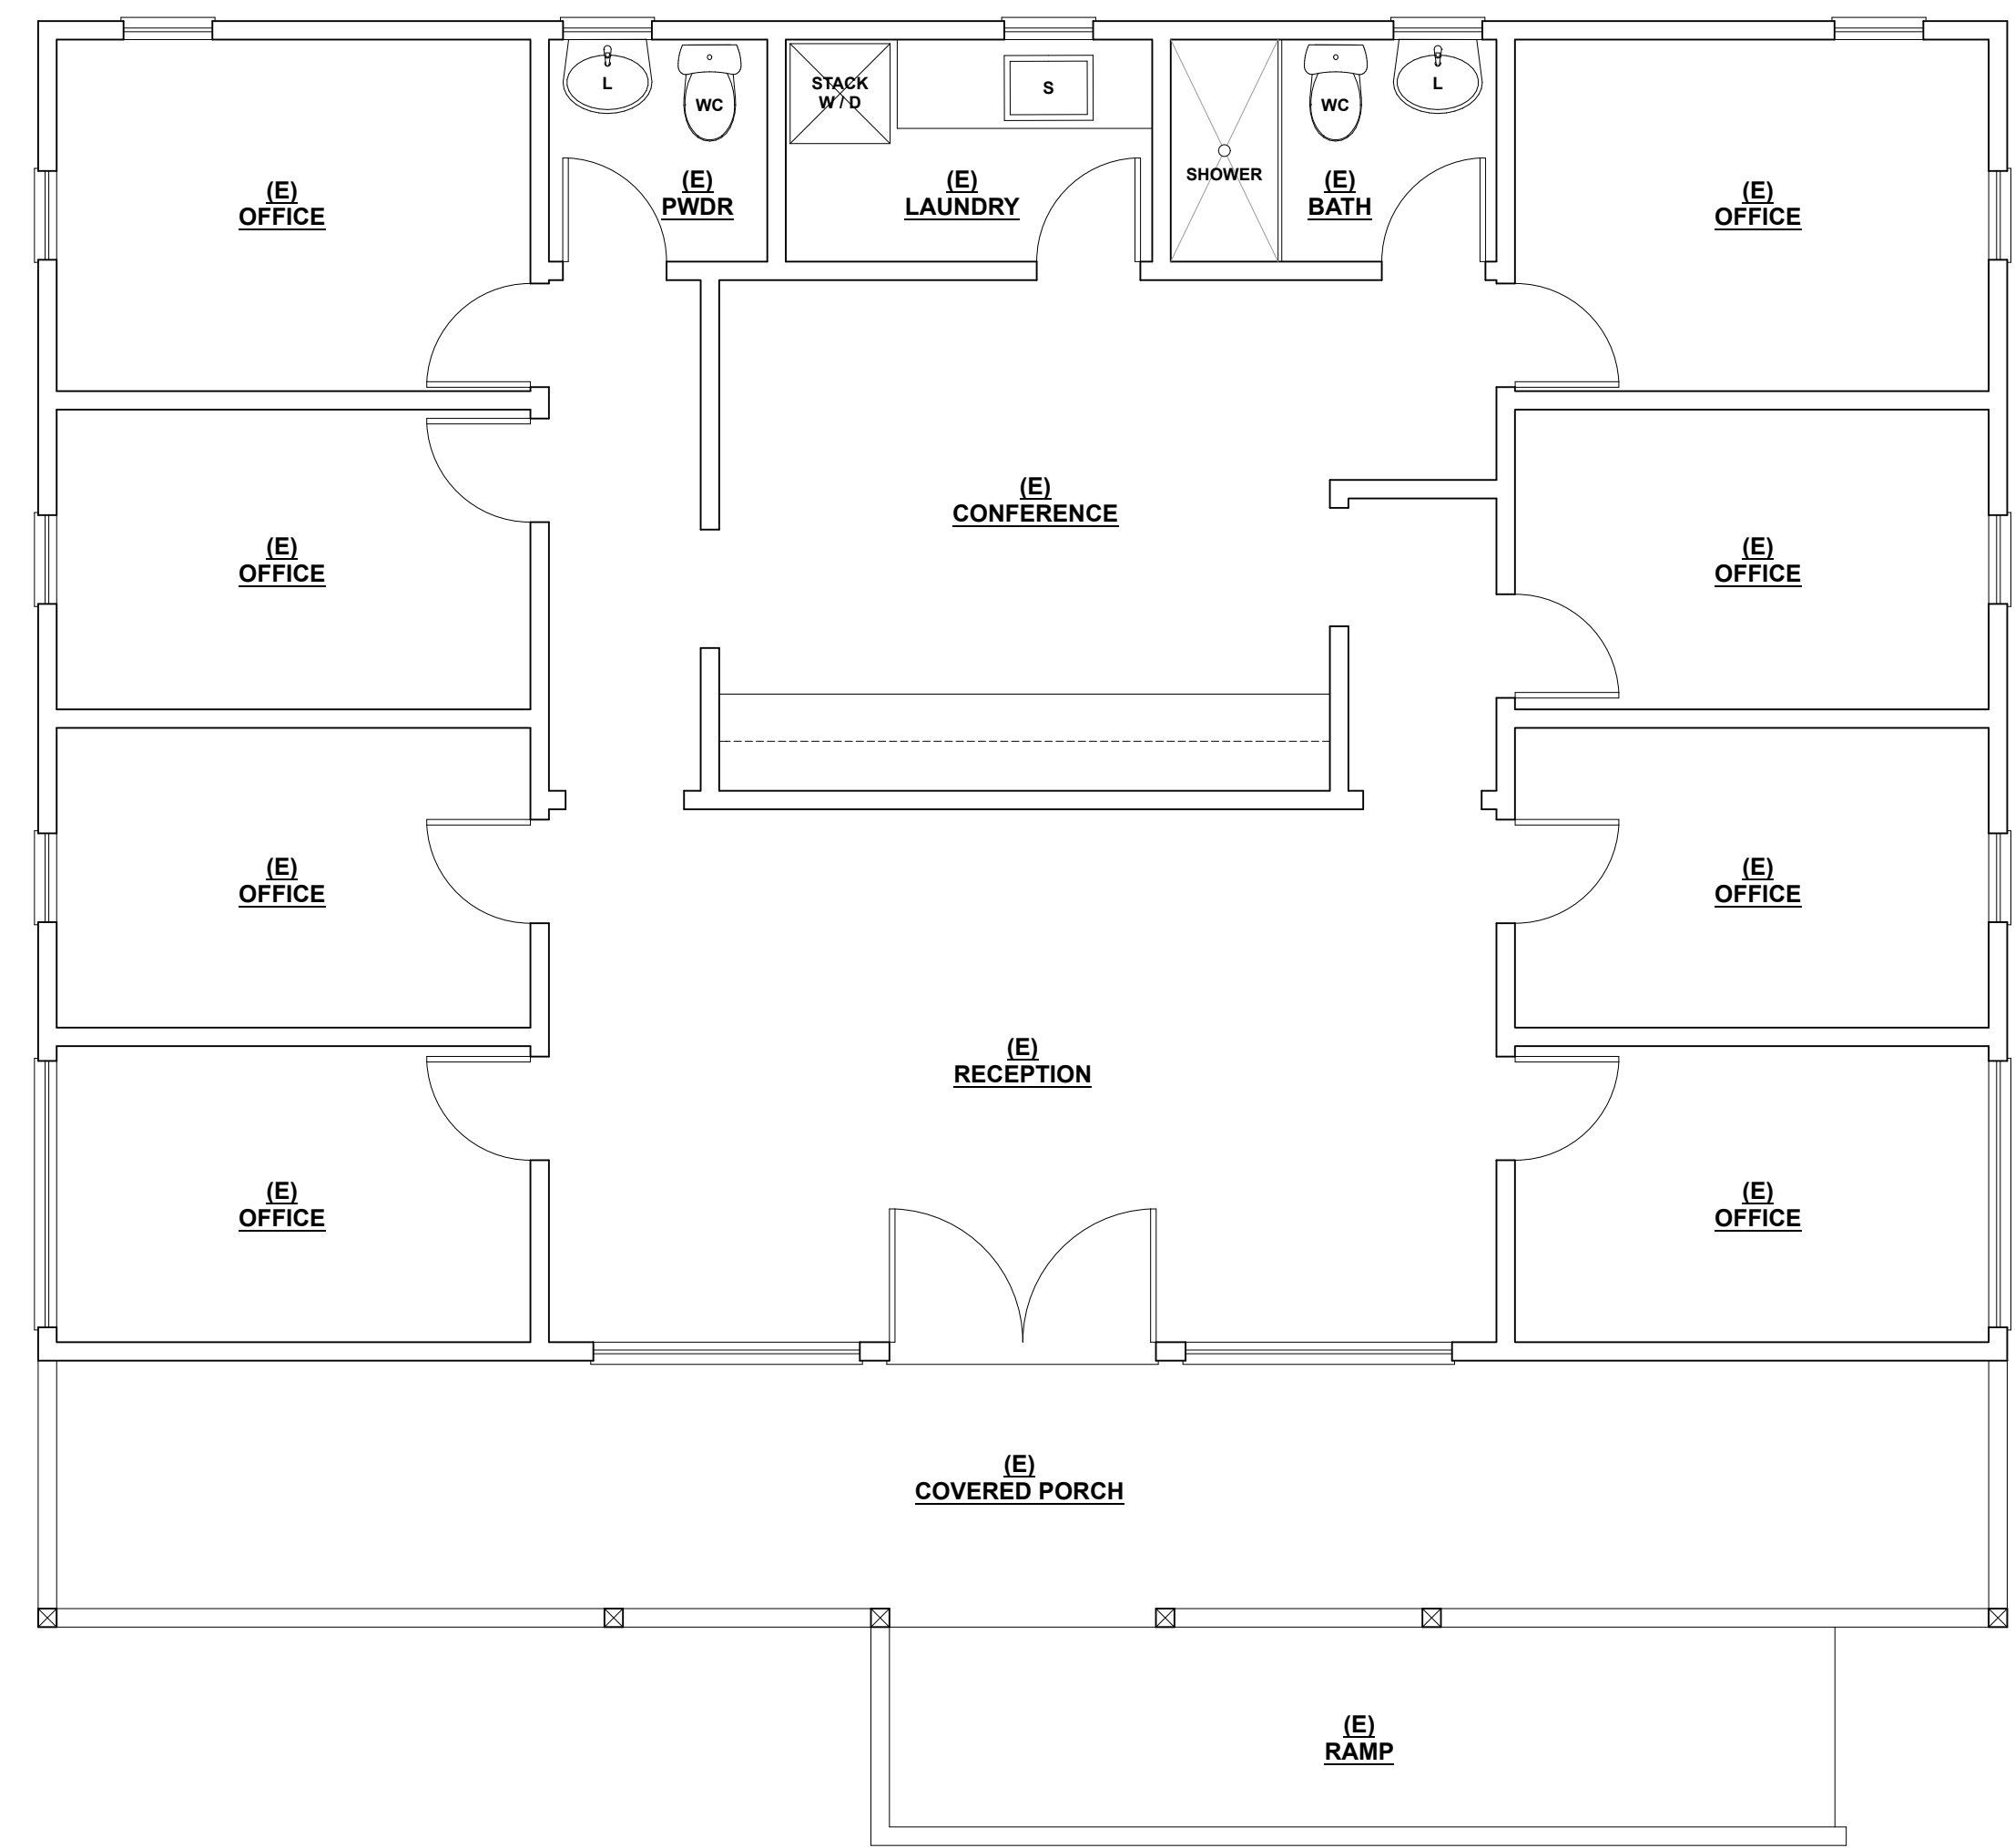 L
WC
STACK
W / D
S
WC
L
SHOWER
(E)
PWDR
(E)
LAUNDRY
(E)
BATH
(E)
OFFICE
(E)
OFFICE
(E)
CONFERENCE
(E)
OFFICE
(E)
OFFICE
(E)
OFFICE
(E)
OFFICE
(E)
RECEPTION
(E)
OFFICE
(E)
OFFICE
(E)
COVERED PORCH
(E)
RAMP